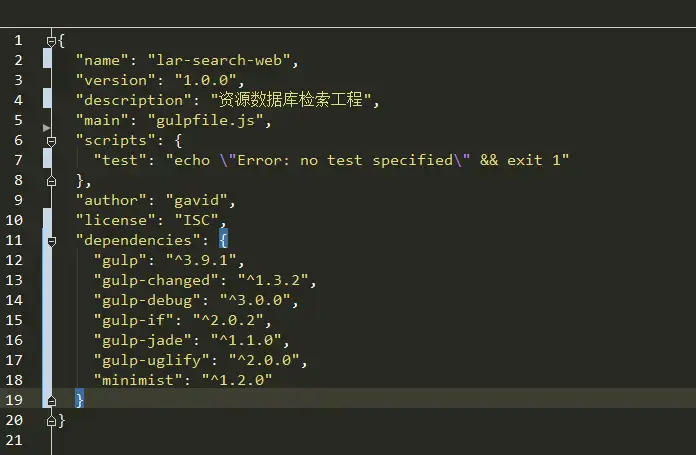 1 {
2   "name": "lar-search-web",
3   "version": "1.0.0",
4   "description": "资源数据库检索工程",
5   "main": "gulpfile.js",
6   "scripts": {
7     "test": "echo \"Error: no test specified\" && exit 1"
8   },
9   "author": "gavid",
10   "license": "ISC",
11   "dependencies": {
12     "gulp": "^3.9.1",
13     "gulp-changed": "^1.3.2",
14     "gulp-debug": "^3.0.0",
15     "gulp-if": "^2.0.2",
16     "gulp-jade": "^1.1.0",
17     "gulp-uglify": "^2.0.0",
18     "minimist": "^1.2.0"
19   }
20 }
21